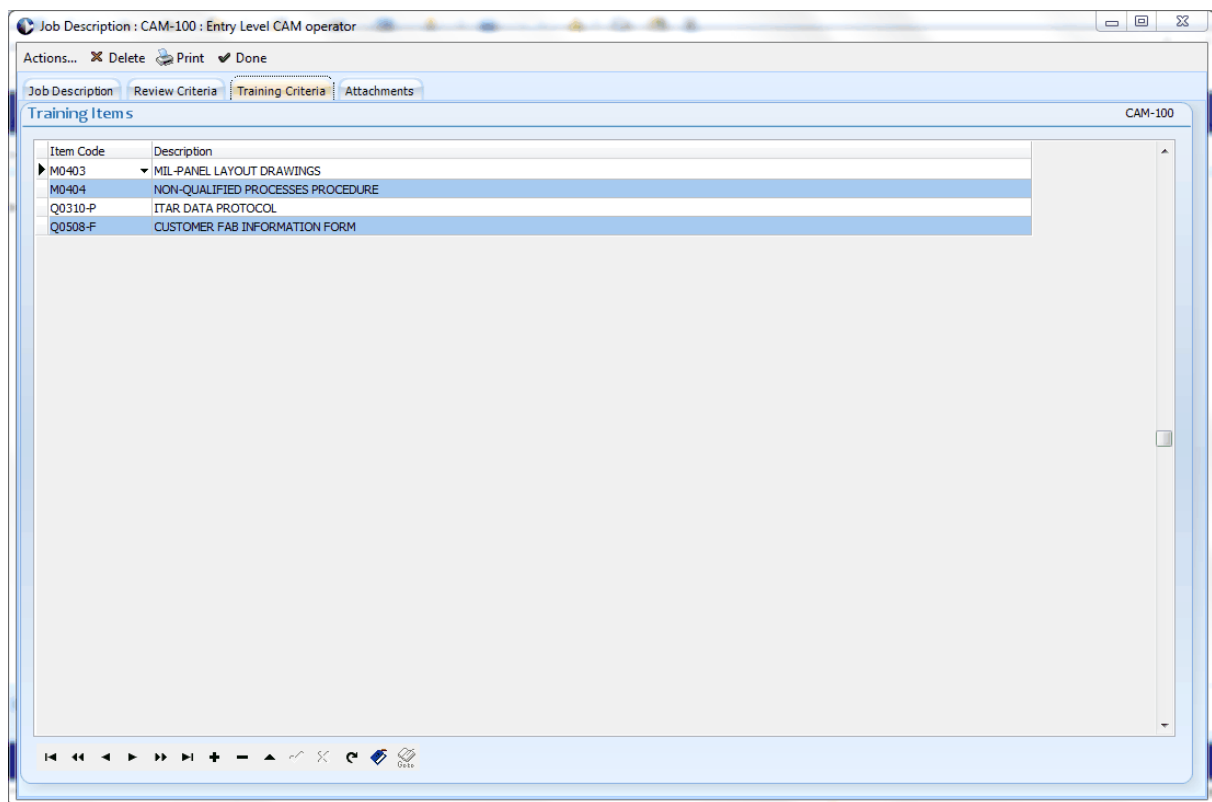 Job Description : CAM-100 : Entry Level CAM operator
Actions... Delete Print Done
Job Description Review Criteria Training Criteria Attachments
Training Items CAM-100
Item Code Description
M0403 MIL-PANEL LAYOUT DRAWINGS
M0404 NON-QUALIFIED PROCESSES PROCEDURE
Q0310-P ITAR DATA PROTOCOL
Q0508-F CUSTOMER FAB INFORMATION FORM
Goto